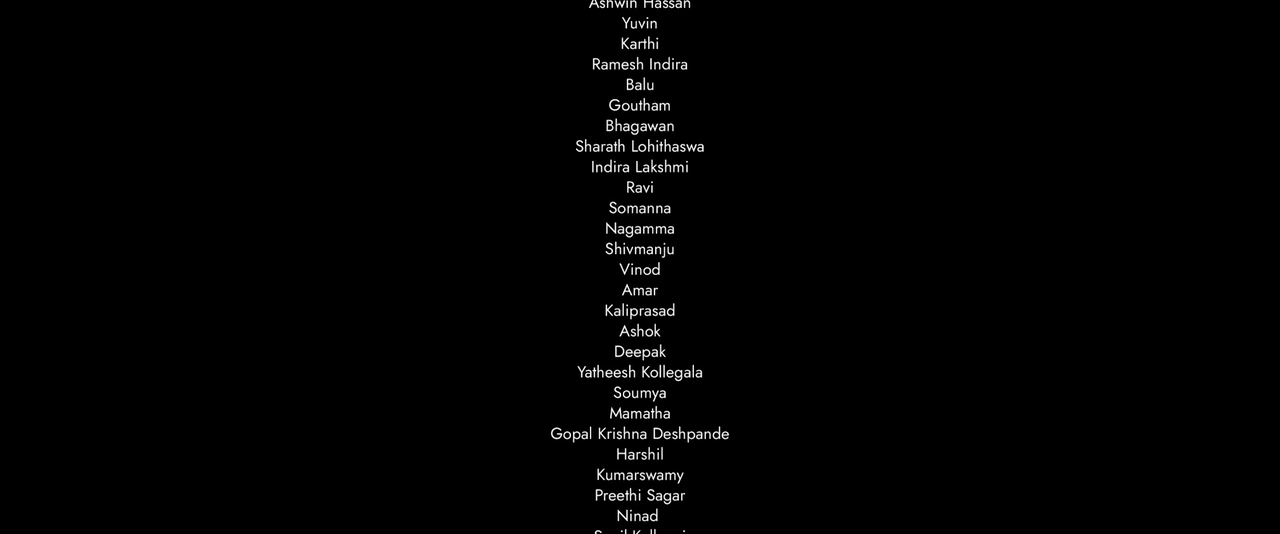 Ashwin Hassan
Yuvin
Karthi
Ramesh Indira
Balu
Goutham
Bhagawan
Sharath Lohithaswa
Indira Lakshmi
Ravi
Somanna
Nagamma
Shivmanju
Vinod
Amar
Kaliprasad
Ashok
Deepak
Yatheesh Kollegala
Soumya
Mamatha
Gopal Krishna Deshpande
Harshil
Kumarswamy
Preethi Sagar
Ninad